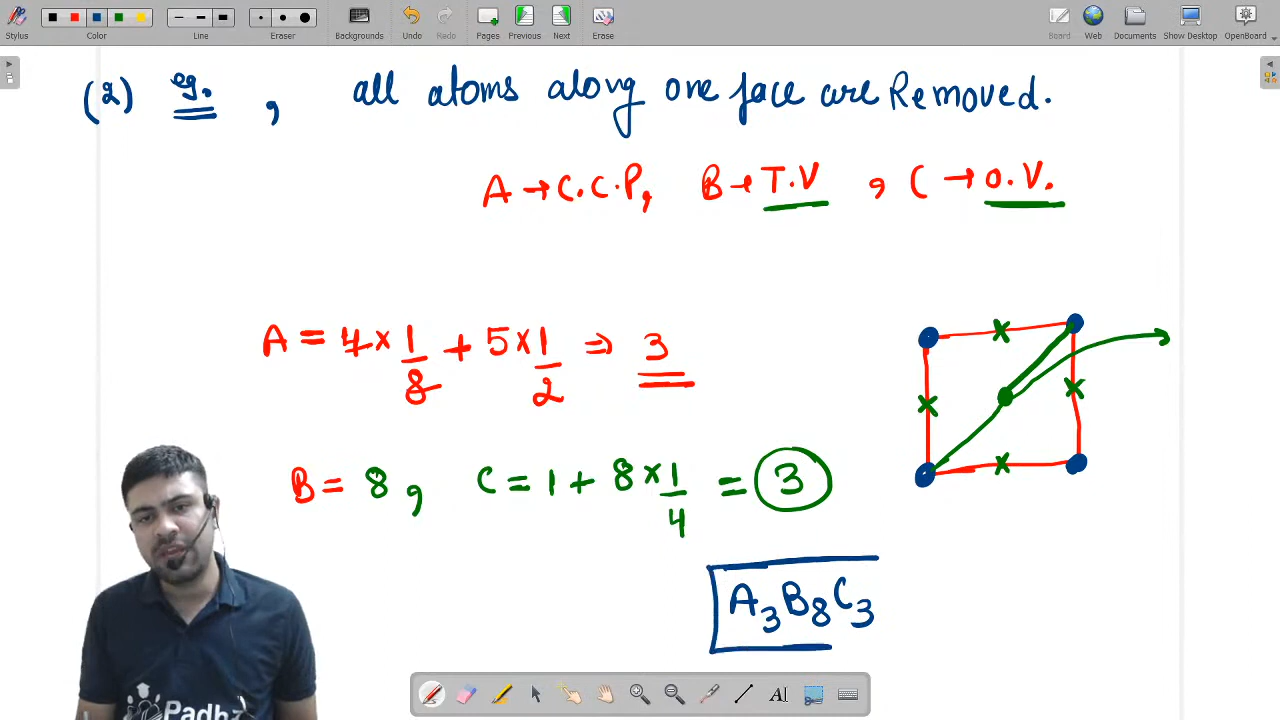 Stylus Color Line Eraser Backgrounds Undo Redo Pages Previous Next Erase Board Web Documents Show Desktop OpenBoard
(2) eg. , all atoms along one face are Removed.
A → C.C.P, B → T.V , C → O.V.
A = 4 × 1/8 + 5 × 1/2 ⇒ 3
B = 8 , C = 1 + 8 × 1/4 = 3
A3B8C3
Padh
AI